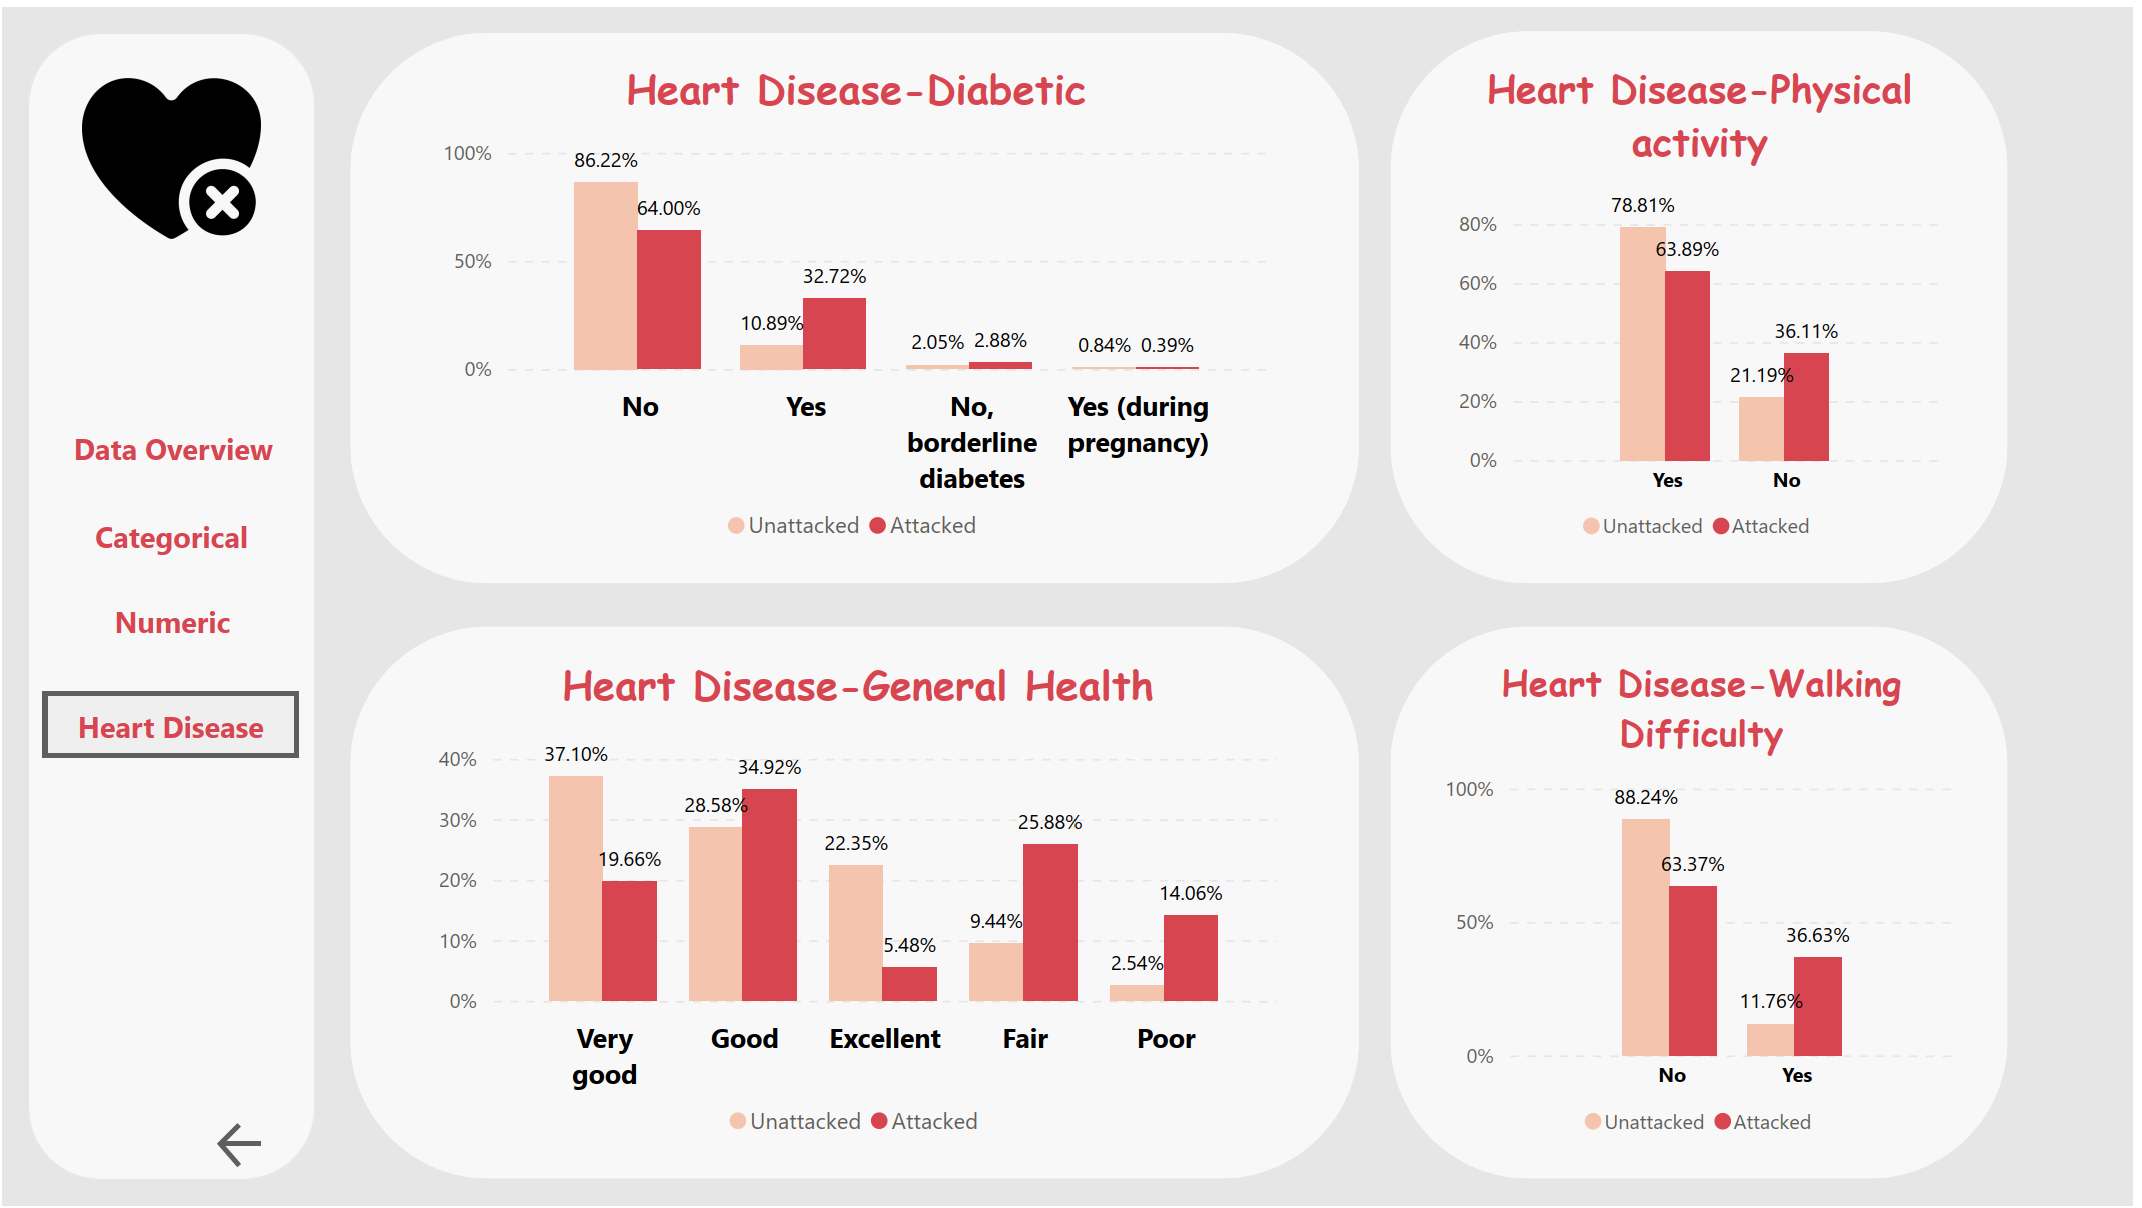 Data Overview
Categorical
Numeric
Heart Disease
Heart Disease-Diabetic
100%
50%
0%
86.22%
64.00%
10.89%
32.72%
2.05%
2.88%
0.84%
0.39%
No
Yes
No,
borderline
diabetes
Yes (during
pregnancy)
Unattacked
Attacked
Heart Disease-Physical
activity
80%
60%
40%
20%
0%
78.81%
63.89%
21.19%
36.11%
Yes
No
Unattacked
Attacked
Heart Disease-General Health
40%
30%
20%
10%
0%
37.10%
19.66%
28.58%
34.92%
22.35%
5.48%
9.44%
25.88%
2.54%
14.06%
Very
good
Good
Excellent
Fair
Poor
Unattacked
Attacked
Heart Disease-Walking
Difficulty
100%
50%
0%
88.24%
63.37%
11.76%
36.63%
No
Yes
Unattacked
Attacked